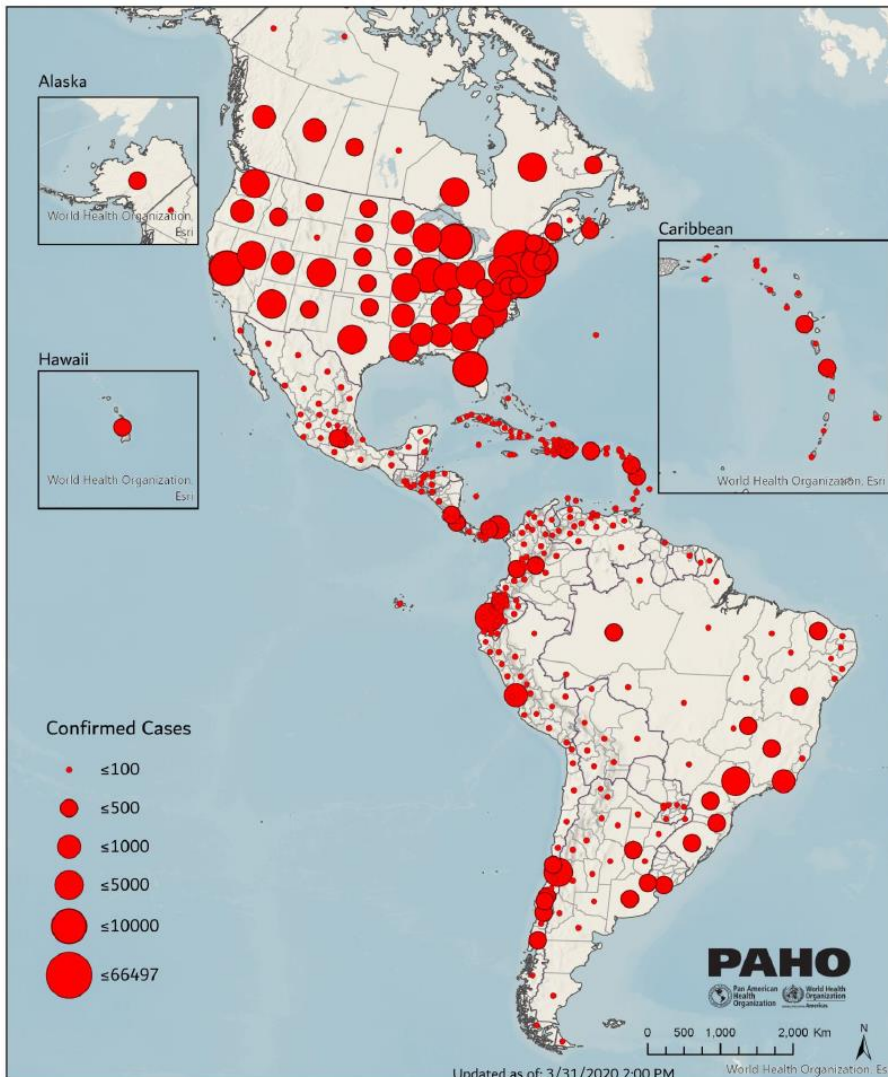 Alaska
World Health Organization,
Esri
Caribbean
World Health Organization, Esri
Hawaii
World Health Organization,
Esri
Confirmed Cases
≤100
≤500
≤1000
≤5000
≤10000
≤66497
PAHO
Pan American
Health
Organization
World Health
Organization
Americas
0 500 1,000 2,000 Km
N
Updated as of: 3/31/2020 2:00 PM
World Health Organization, Es